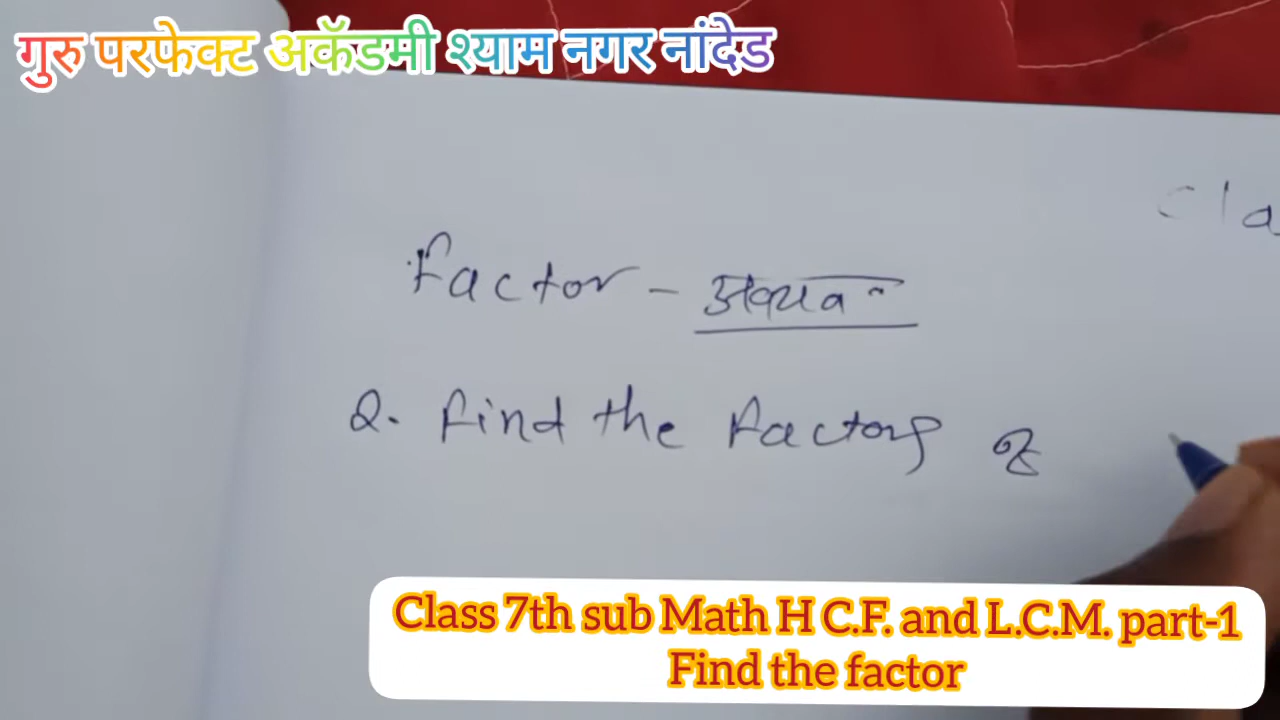 गुरु परफेक्ट अकॅडमी श्याम नगर नांदेड
Cla
Factor - अवयव
Q. Find the Factors of
Class 7th sub Math H C.F. and L.C.M. part-1
Find the factor